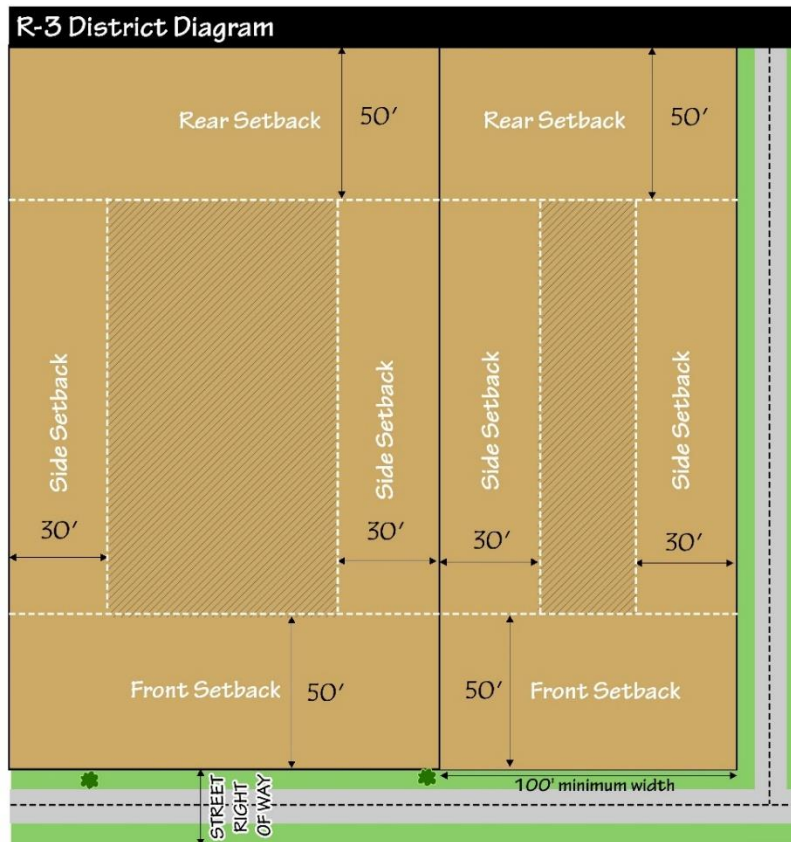 R-3 District Diagram
Rear Setback
50'
Rear Setback
50'
Side Setback
Side Setback
Side Setback
Side Setback
30'
30'
30'
30'
Front Setback
50'
50'
Front Setback
100' minimum width
STREET
RIGHT
OF WAY